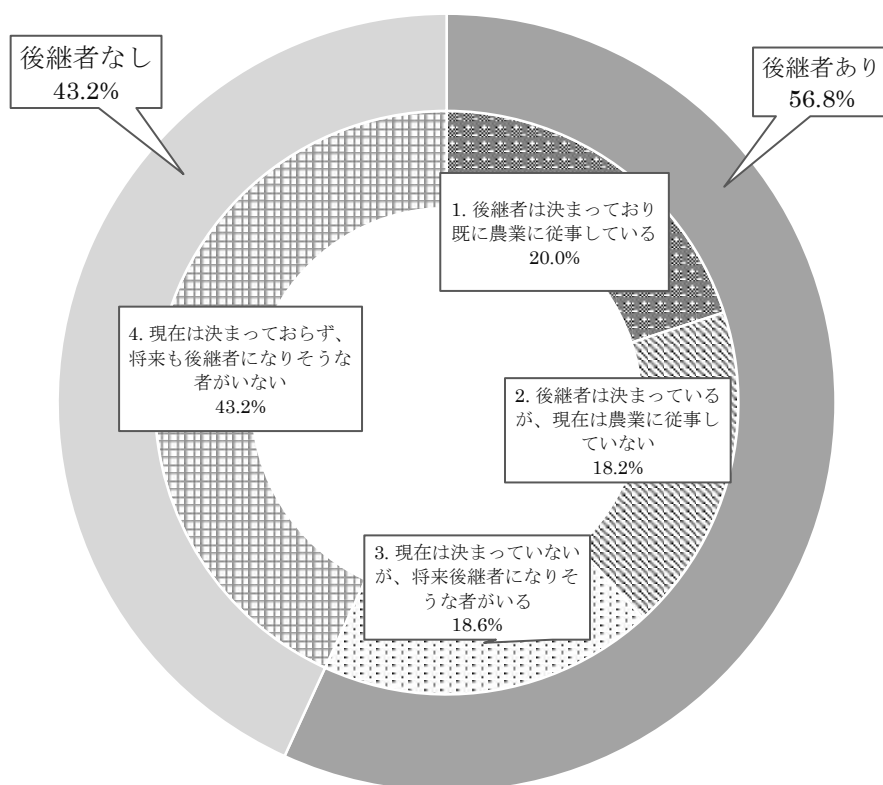 後継者なし
43.2%
後継者あり
56.8%
1. 後継者は決まっており
既に農業に従事している
20.0%
4. 現在は決まっておらず、
将来も後継者になりそうな
者がいない
43.2%
2. 後継者は決まっている
が、現在は農業に従事し
ていない
18.2%
3. 現在は決まっていない
が、将来後継者になりそ
うな者がいる
18.6%